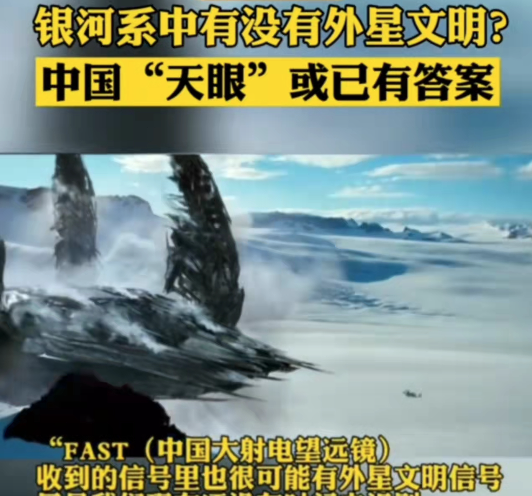 银河系中有没有外星文明?
中国“天眼”或已有答案
“FAST（中国大射电望远镜）
收到的信号里也很可能有外星文明信号